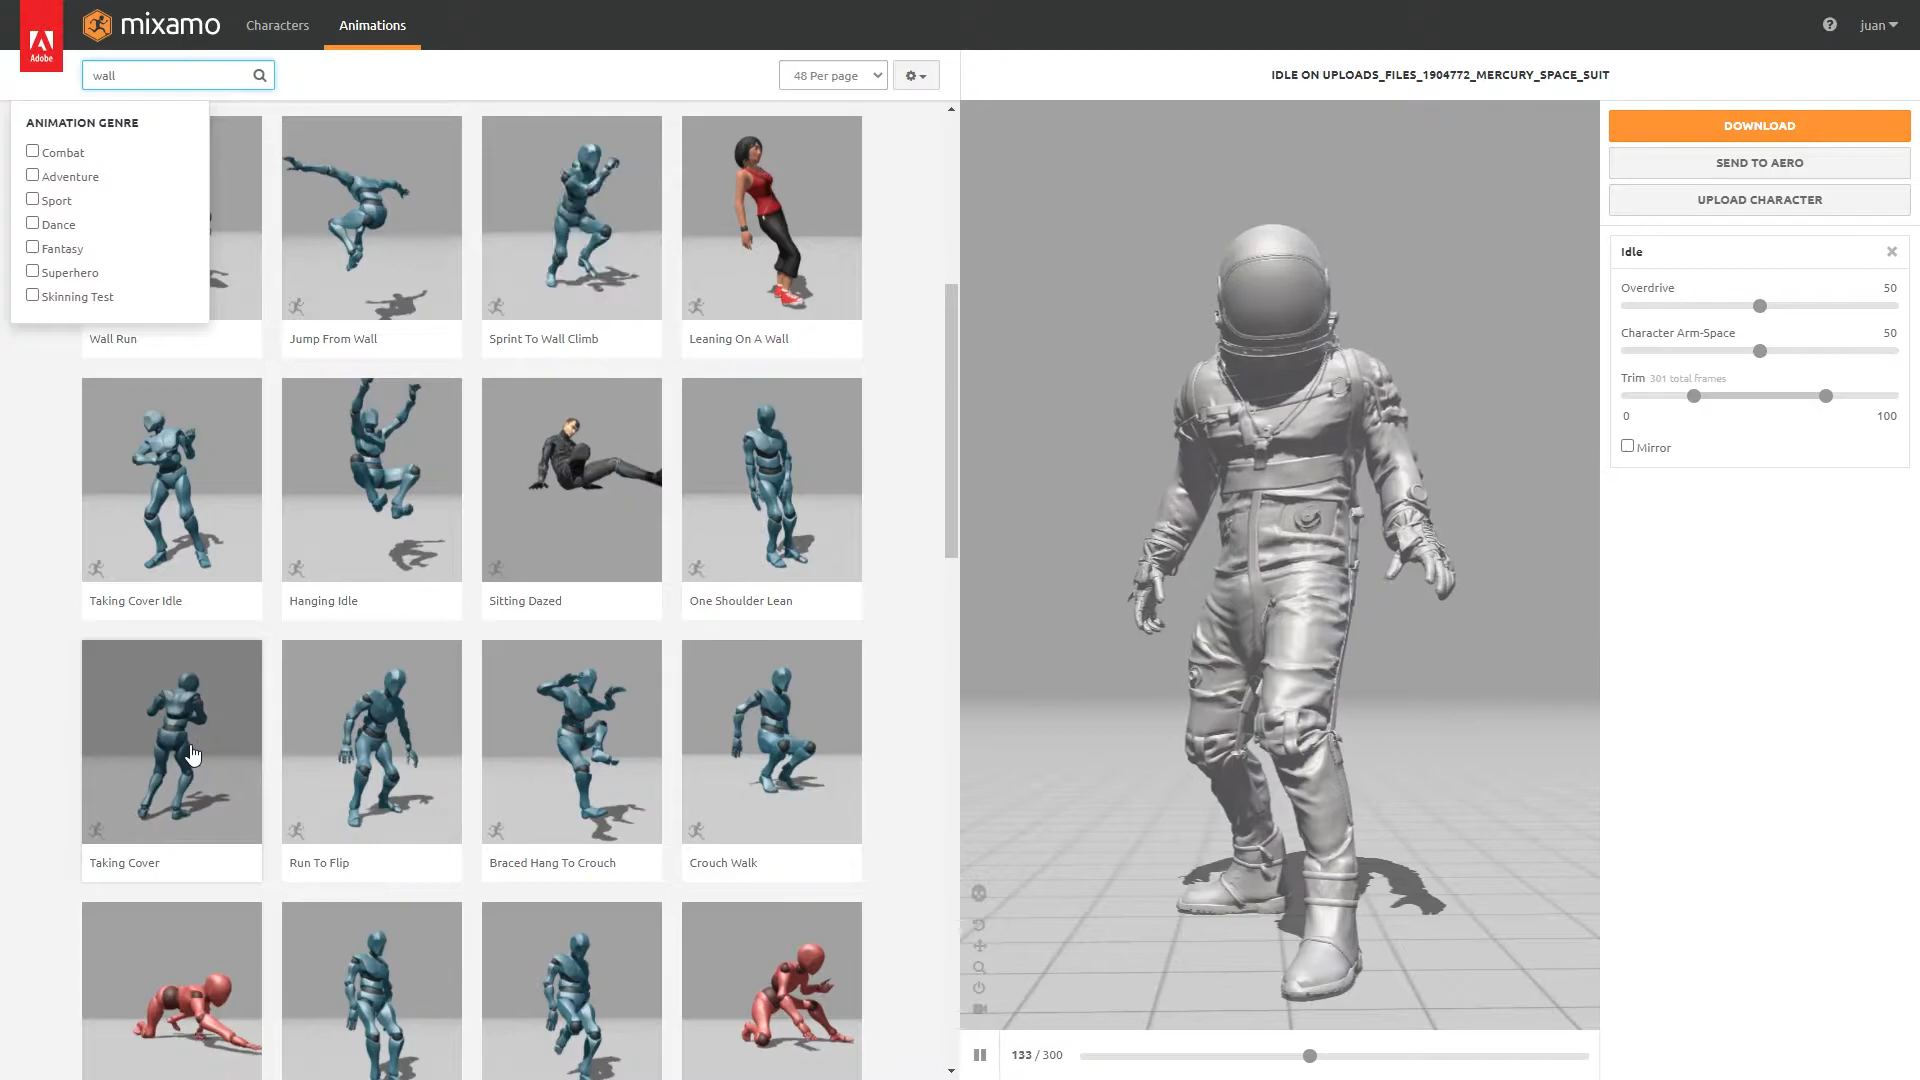 Adobe
mixamo
Characters
Animations
juan
wall
48 Per page
IDLE ON UPLOADS_FILES_1904772_MERCURY_SPACE_SUIT
ANIMATION GENRE
Combat
Adventure
Sport
Dance
Fantasy
Superhero
Skinning Test
Wall Run
Jump From Wall
Sprint To Wall Climb
Leaning On A Wall
Taking Cover Idle
Hanging Idle
Sitting Dazed
One Shoulder Lean
Taking Cover
Run To Flip
Braced Hang To Crouch
Crouch Walk
DOWNLOAD
SEND TO AERO
UPLOAD CHARACTER
Idle
Overdrive 50
Character Arm-Space 50
Trim 301 total frames
0 100
Mirror
133 / 300